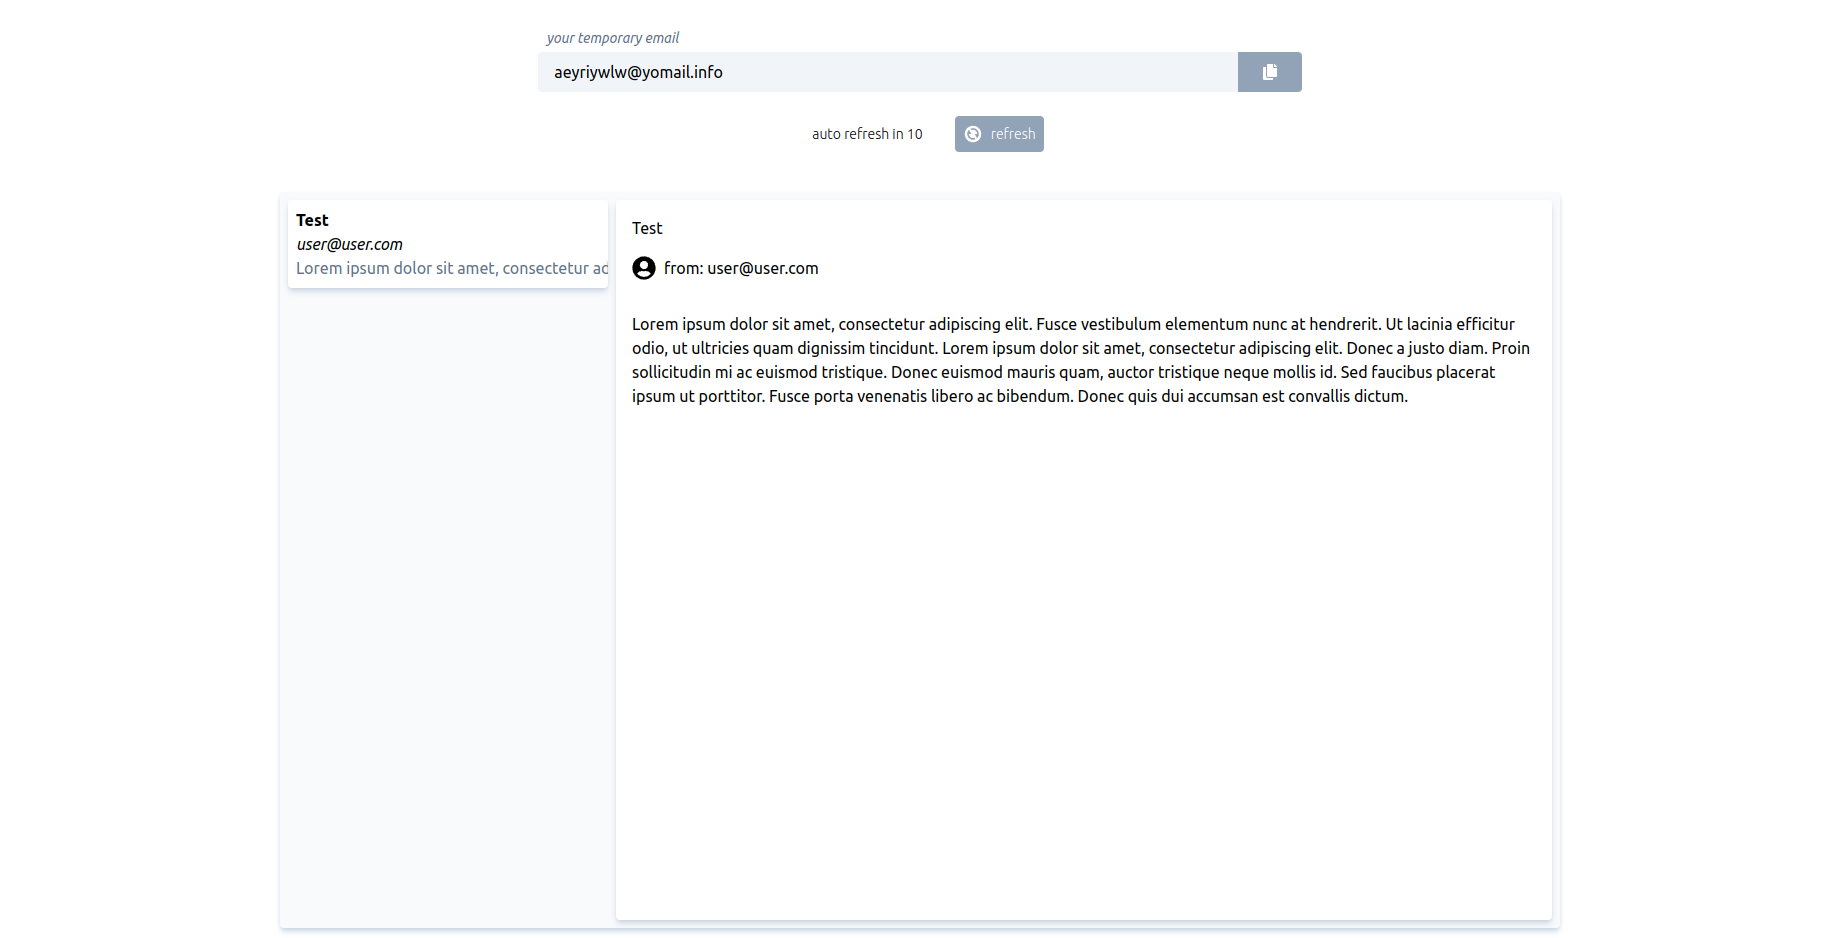 your temporary email
aeyriywlw@yomail.info
auto refresh in 10
refresh
Test
user@user.com
Lorem ipsum dolor sit amet, consectetur ad
Test
from: user@user.com
Lorem ipsum dolor sit amet, consectetur adipiscing elit. Fusce vestibulum elementum nunc at hendrerit. Ut lacinia efficitur
odio, ut ultricies quam dignissim tincidunt. Lorem ipsum dolor sit amet, consectetur adipiscing elit. Donec a justo diam. Proin
sollicitudin mi ac euismod tristique. Donec euismod mauris quam, auctor tristique neque mollis id. Sed faucibus placerat
ipsum ut porttitor. Fusce porta venenatis libero ac bibendum. Donec quis dui accumsan est convallis dictum.